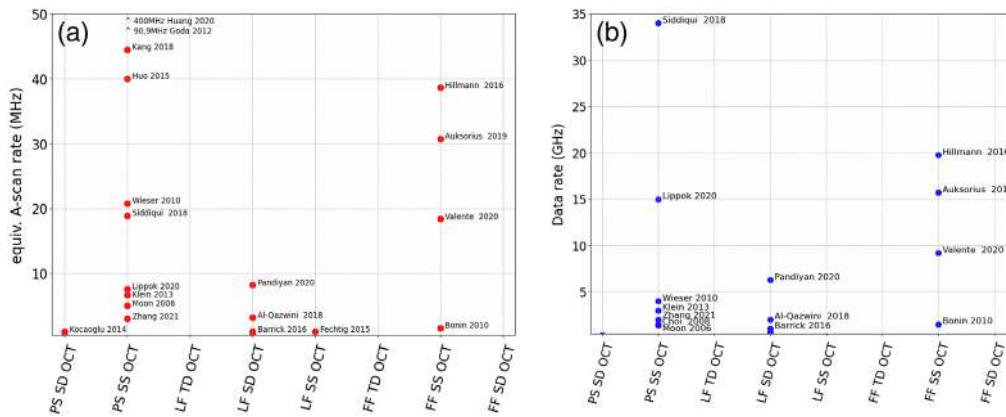 (a)
equiv. A-scan rate (MHz)
50
40
30
20
10
^ 400MHz Huang 2020
^ 90,9MHz Goda 2012
Kang 2018
Huo 2015
Hillmann 2016
Auksorius 2019
Wieser 2010
Siddiqui 2018
Valente 2020
Lippok 2020
Klein 2013
Moon 2006
Zhang 2021
Pandiyan 2020
Al-Qazwini 2018
Kocaoglu 2014
Barrick 2016
Fechtig 2015
Bonin 2010
PS SD OCT
PS SS OCT
LF TD OCT
LF SD OCT
LF SS OCT
FF TD OCT
FF SS OCT
FF SD OCT
(b)
Data rate (GHz)
35
30
25
20
15
10
5
Siddiqui 2018
Hillmann 2016
Auksorius 201
Lippok 2020
Valente 2020
Pandiyan 2020
Wieser 2010
Klein 2013
Zhang 2021
Choi 2008
Moon 2006
Al-Qazwini 2018
Barrick 2016
Bonin 2010
PS SD OCT
PS SS OCT
LF TD OCT
LF SD OCT
LF SS OCT
FF TD OCT
FF SS OCT
FF SD OCT